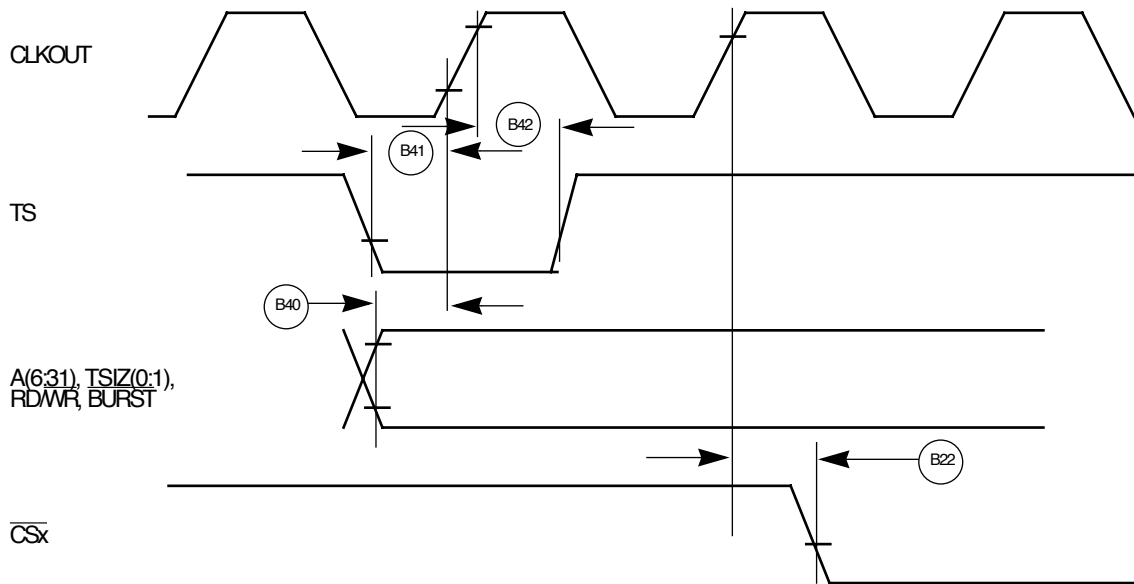 CLKOUT
B42
B41
TS
B40
A(6:31), TSIZ(0:1),
RD/WR, BURST
B22
CSx